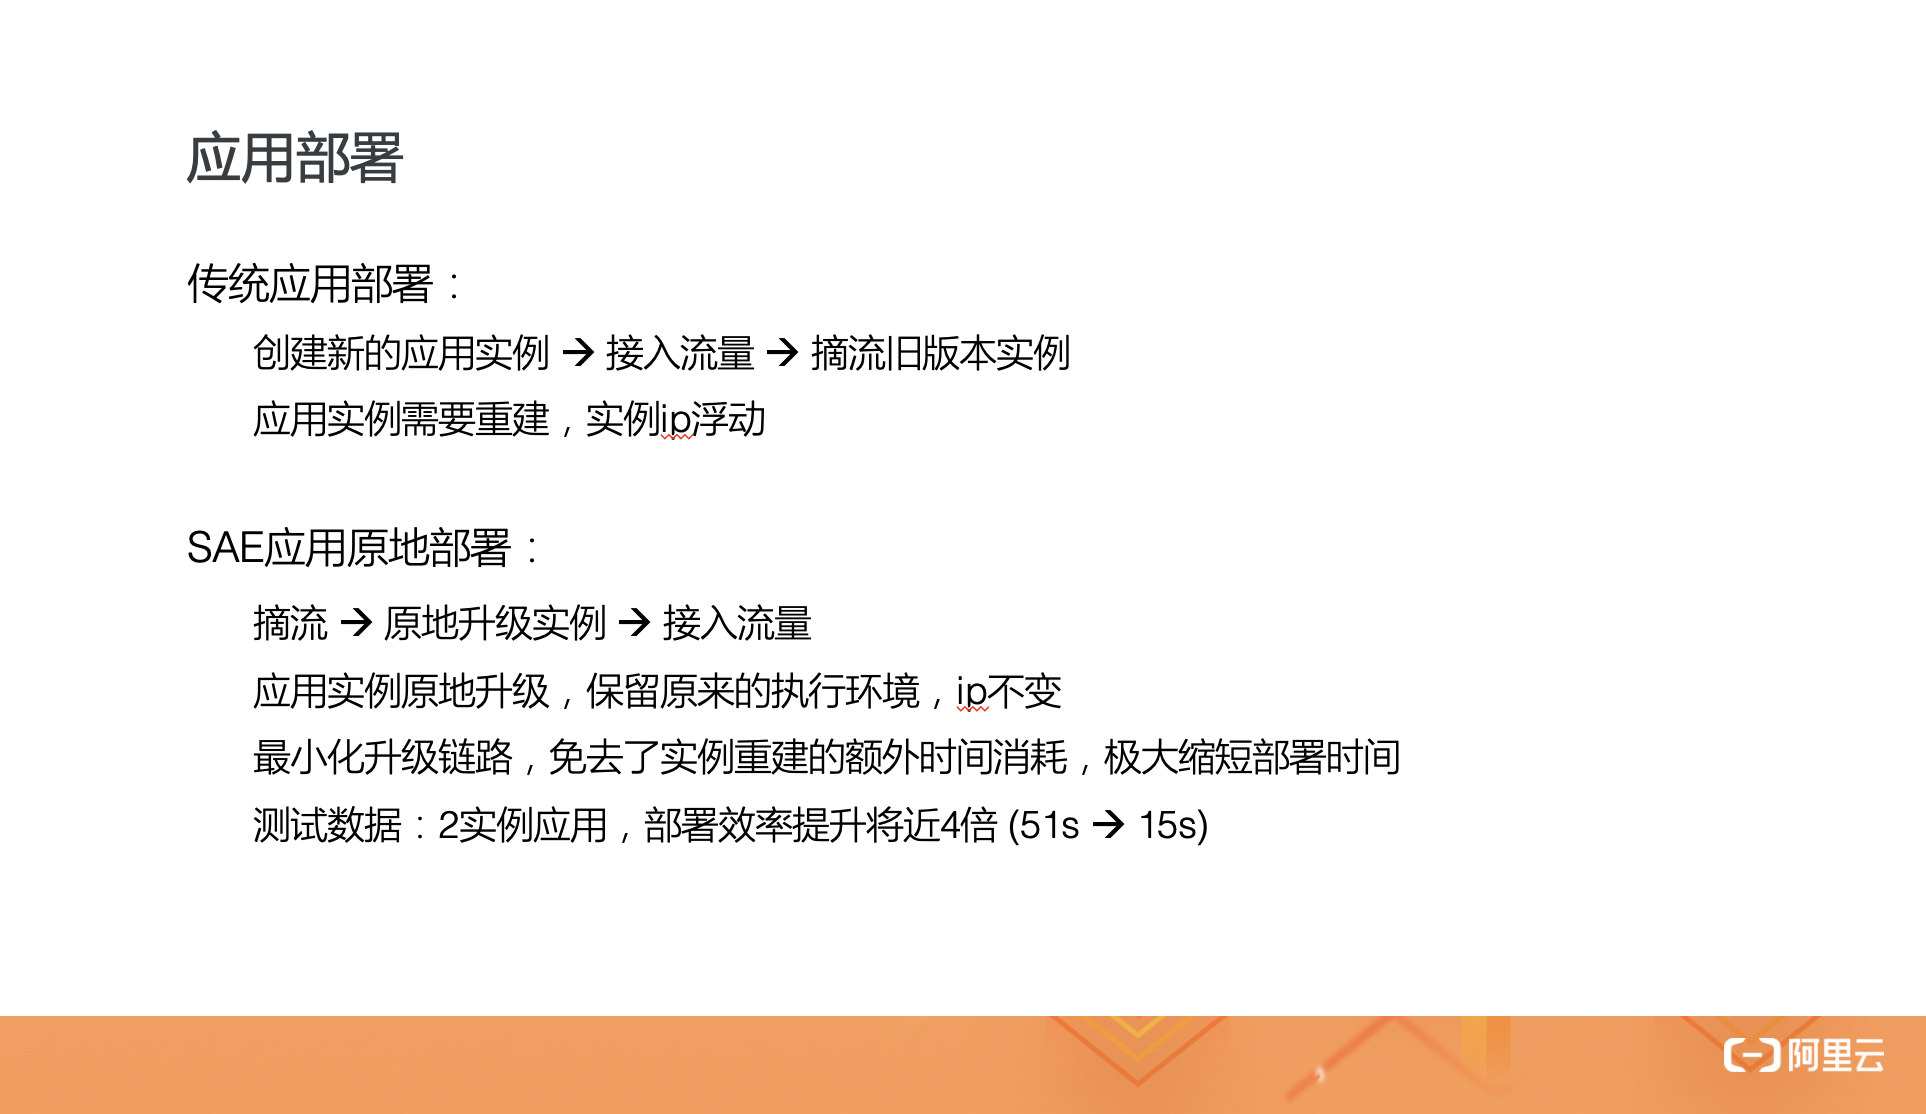 应用部署
传统应用部署：
创建新的应用实例 → 接入流量 → 摘流旧版本实例
应用实例需要重建，实例ip浮动
SAE应用原地部署：
摘流 → 原地升级实例 → 接入流量
应用实例原地升级，保留原来的执行环境，ip不变
最小化升级链路，免去了实例重建的额外时间消耗，极大缩短部署时间
测试数据：2实例应用，部署效率提升将近4倍 (51s → 15s)
阿里云